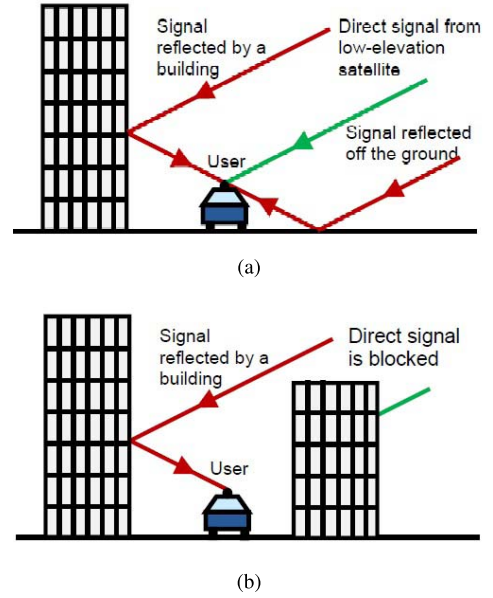 Signal
reflected by a
building
Direct signal from
low-elevation
satellite
Signal reflected
off the ground
User
(a)
Signal
reflected by a
building
Direct signal
is blocked
User
(b)